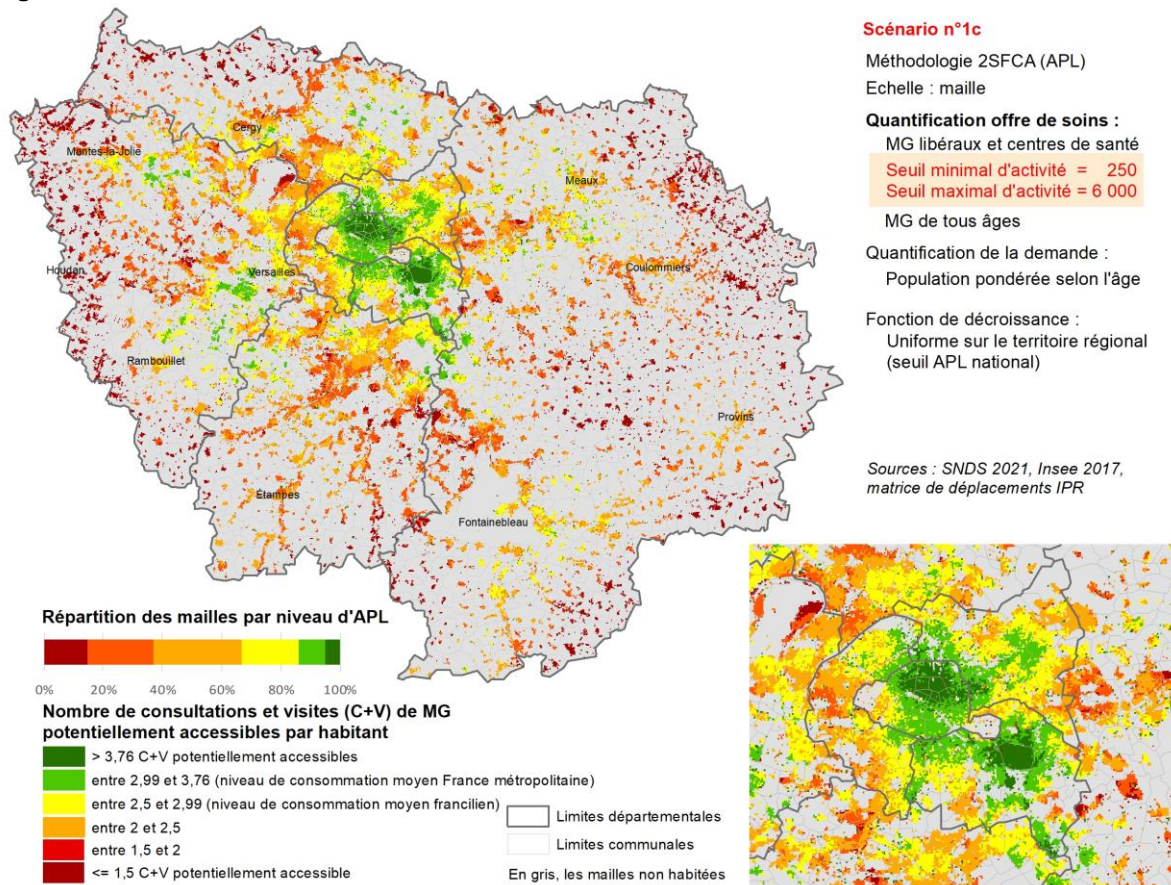 Scénario n°1c
Méthodologie 2SFCA (APL)
Echelle : maille
Quantification offre de soins :
MG libéraux et centres de santé
Seuil minimal d'activité = 250
Seuil maximal d'activité = 6 000
MG de tous âges
Quantification de la demande :
Population pondérée selon l'âge
Fonction de décroissance :
Uniforme sur le territoire régional
(seuil APL national)
Sources : SNDS 2021, Insee 2017,
matrice de déplacements IPR
Cergy
Mantes-la-Jolie
Meaux
Houdan
Versailles
Coulommiers
Rambouillet
Provins
Etampes
Fontainebleau
Répartition des mailles par niveau d'APL
0% 20% 40% 60% 80% 100%
Nombre de consultations et visites (C+V) de MG
potentiellement accessibles par habitant
> 3,76 C+V potentiellement accessibles
entre 2,99 et 3,76 (niveau de consommation moyen France métropolitaine)
entre 2,5 et 2,99 (niveau de consommation moyen francilien)
entre 2 et 2,5
entre 1,5 et 2
<= 1,5 C+V potentiellement accessible
Limites départementales
Limites communales
En gris, les mailles non habitées